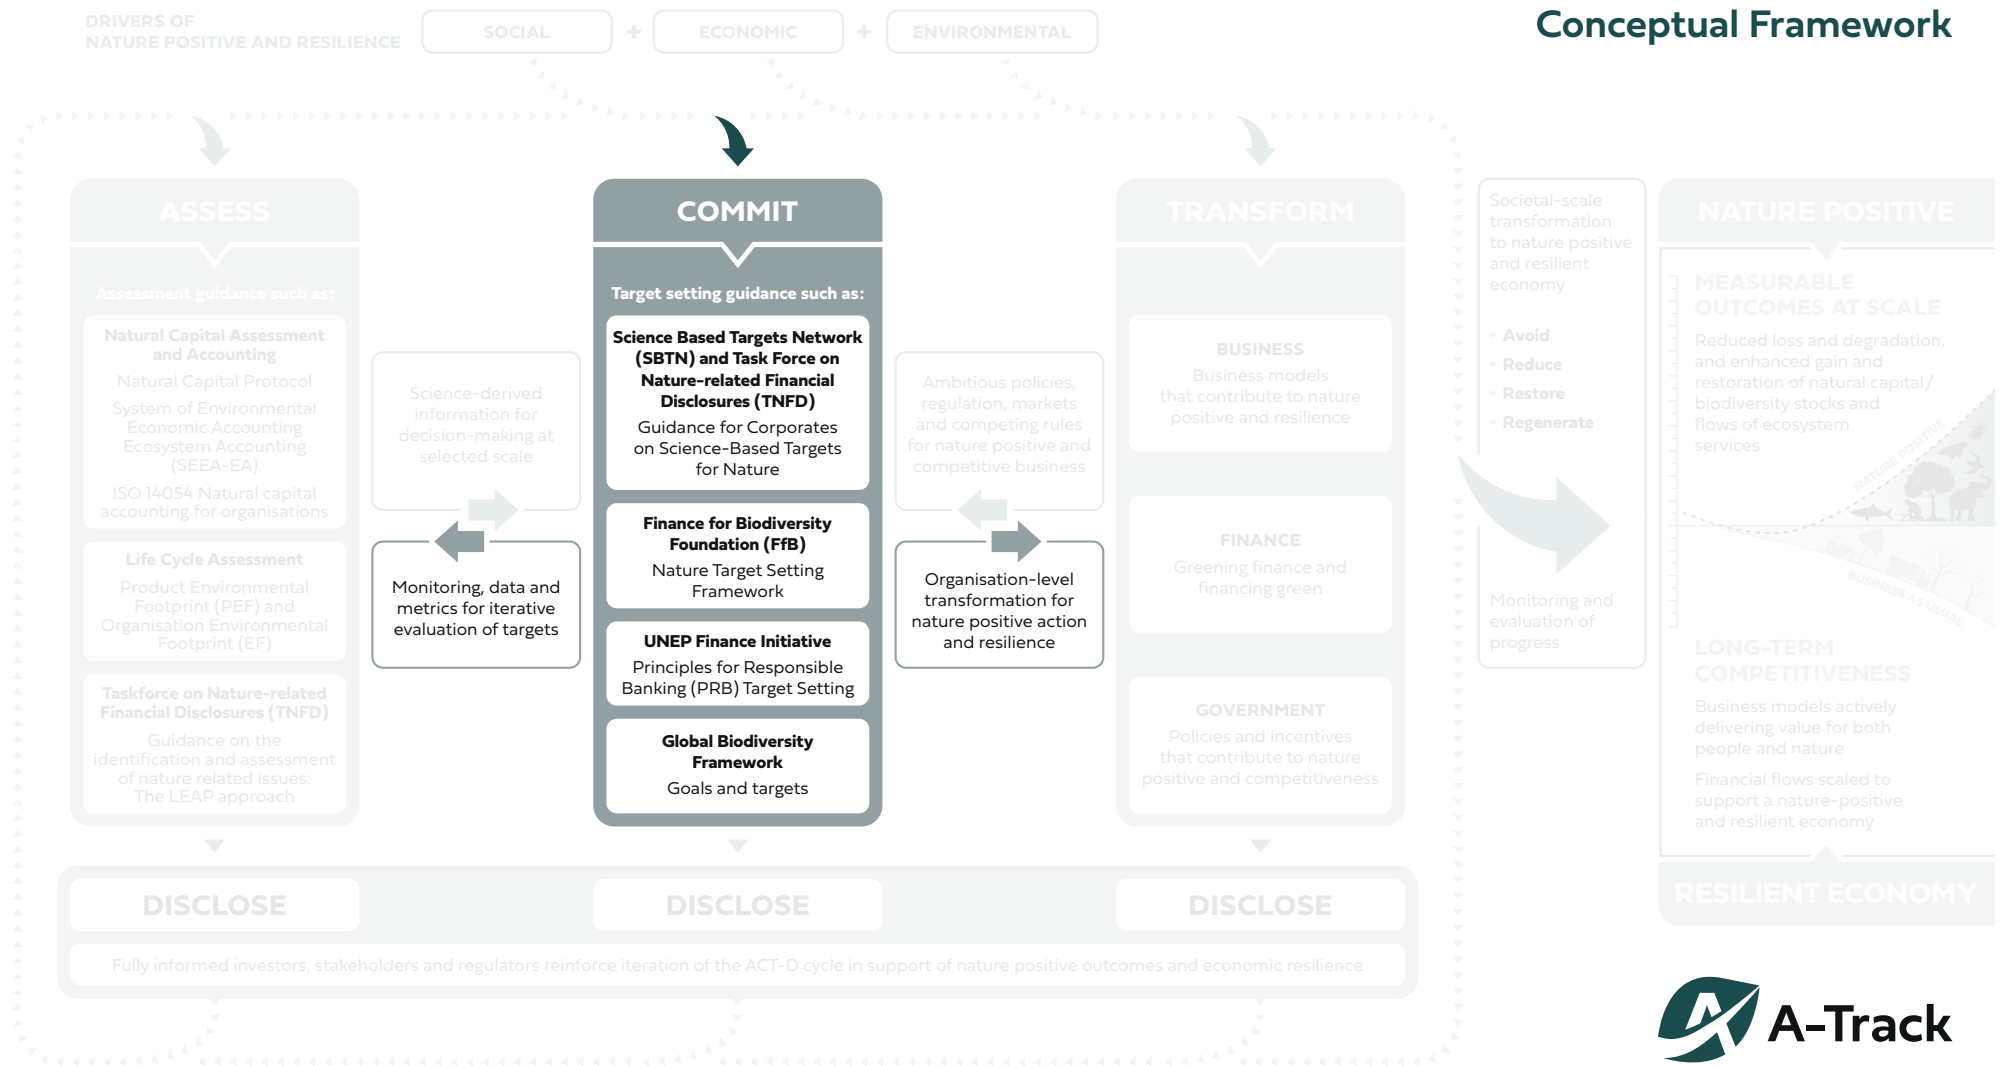 DRIVERS OF
NATURE POSITIVE AND RESILIENCE
SOCIAL
+
ECONOMIC
+
ENVIRONMENTAL
Conceptual Framework
ASSESS
Assessment guidance such as:
Natural Capital Assessment
and Accounting
Natural Capital Protocol
System of Environmental
Economic Accounting
Ecosystem Accounting
(SEEA-EA)
ISO 14054 Natural capital
accounting for organisations
Life Cycle Assessment
Product Environmental
Footprint (PEF) and
Organisation Environmental
Footprint (EF)
Taskforce on Nature-related
Financial Disclosures (TNFD)
Guidance on the
identification and assessment
of nature related issues:
The LEAP approach
Science-derived
information for
decision-making at
selected scale
Monitoring, data and
metrics for iterative
evaluation of targets
COMMIT
Target setting guidance such as:
Science Based Targets Network
(SBTN) and Task Force on
Nature-related Financial
Disclosures (TNFD)
Guidance for Corporates
on Science-Based Targets
for Nature
Finance for Biodiversity
Foundation (FfB)
Nature Target Setting
Framework
UNEP Finance Initiative
Principles for Responsible
Banking (PRB) Target Setting
Global Biodiversity
Framework
Goals and targets
Ambitious policies,
regulation, markets
and competing rules
for nature positive and
competitive business
Organisation-level
transformation for
nature positive action
and resilience
TRANSFORM
BUSINESS
Business models
that contribute to nature
positive and resilience
FINANCE
Greening finance and
financing green
GOVERNMENT
Policies and incentives
that contribute to nature
positive and competitiveness
Societal-scale
transformation
to nature positive
and resilient
economy
• Avoid
• Reduce
• Restore
• Regenerate
Monitoring and
evaluation of
progress
NATURE POSITIVE
MEASURABLE
OUTCOMES AT SCALE
Reduced loss and degradation,
and enhanced gain and
restoration of natural capital/
biodiversity stocks and
flows of ecosystem
services
NATURE POSITIVE
BUSINESS AS USUAL
LONG-TERM
COMPETITIVENESS
Business models actively
delivering value for both
people and nature
Financial flows scaled to
support a nature-positive
and resilient economy
RESILIENT ECONOMY
DISCLOSE
DISCLOSE
DISCLOSE
Fully informed investors, stakeholders and regulators reinforce iteration of the ACT-D cycle in support of nature positive outcomes and economic resilience
A-Track